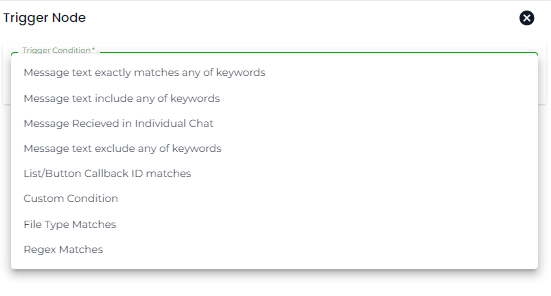 Trigger Node
Trigger Condition*
Message text exactly matches any of keywords
Message text include any of keywords
Message Recieved in Individual Chat
Message text exclude any of keywords
List/Button Callback ID matches
Custom Condition
File Type Matches
Regex Matches